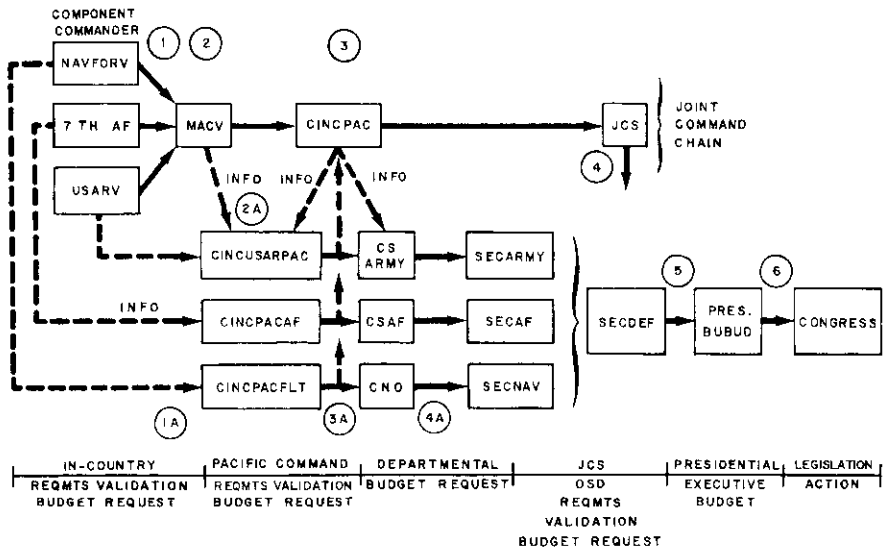 COMPONENT
COMMANDER
1
2
3
NAVFORV
7 TH AF
MACV
CINCPAC
JCS
JOINT
COMMAND
CHAIN
USARV
4
INFO
INFO
INFO
2A
CINCUSARPAC
CS
ARMY
SECARMY
INFO
CINCPACAF
CSAF
SECAF
5
6
SECDEF
PRES.
BUBUD
CONGRESS
CINCPACFLT
CNO
SECNAV
1A
3A
4A
IN-COUNTRY
REQMTS VALIDATION
BUDGET REQUEST
PACIFIC COMMAND
REQMTS VALIDATION
BUDGET REQUEST
DEPARTMENTAL
BUDGET REQUEST
JCS
OSD
REQMTS
VALIDATION
BUDGET REQUEST
PRESIDENTIAL
EXECUTIVE
BUDGET
LEGISLATION
ACTION